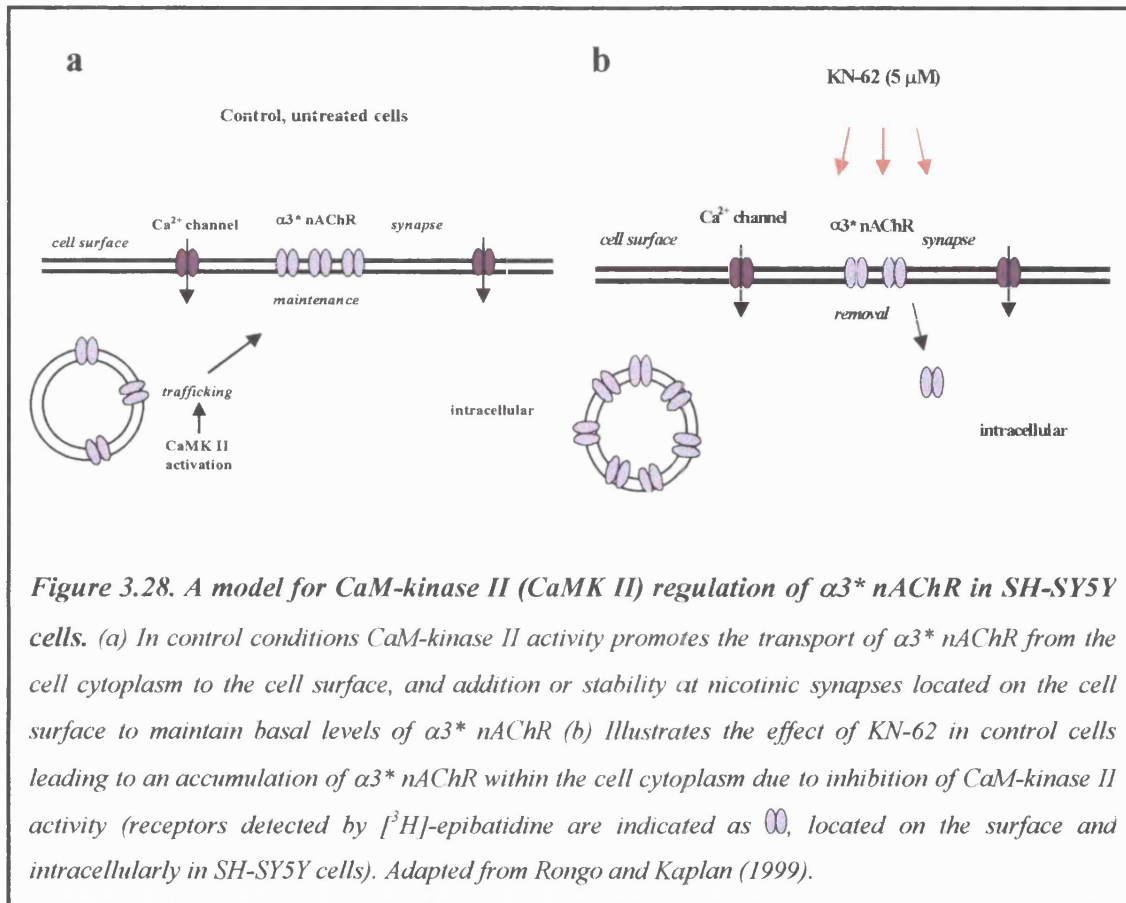 a
Control, untreated cells
Ca²⁺ channel
α3* nAChR
synapse
cell surface
maintenance
trafficking
CaMK II
activation
intracellular
b
KN-62 (5 μM)
Ca²⁺ channel
α3* nAChR
cell surface
synapse
removal
intracellular
Figure 3.28. A model for CaM-kinase II (CaMK II) regulation of α3* nAChR in SH-SY5Y
cells. (a) In control conditions CaM-kinase II activity promotes the transport of α3* nAChR from the
cell cytoplasm to the cell surface, and addition or stability at nicotinic synapses located on the cell
surface to maintain basal levels of α3* nAChR (b) Illustrates the effect of KN-62 in control cells
leading to an accumulation of α3* nAChR within the cell cytoplasm due to inhibition of CaM-kinase II
activity (receptors detected by [³H]-epibatidine are indicated as , located on the surface and
intracellularly in SH-SY5Y cells). Adapted from Rongo and Kaplan (1999).